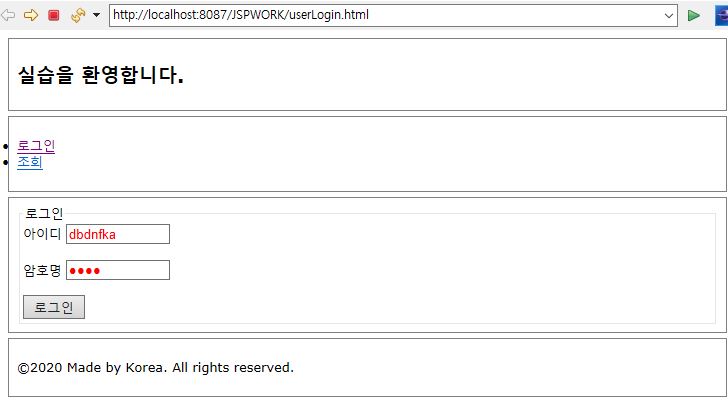 http://localhost:8087/JSPWORK/userLogin.html
실습을 환영합니다.
로그인
조회
로그인
아이디 dbdnfka
암호명 ●●●●
로그인
©2020 Made by Korea. All rights reserved.